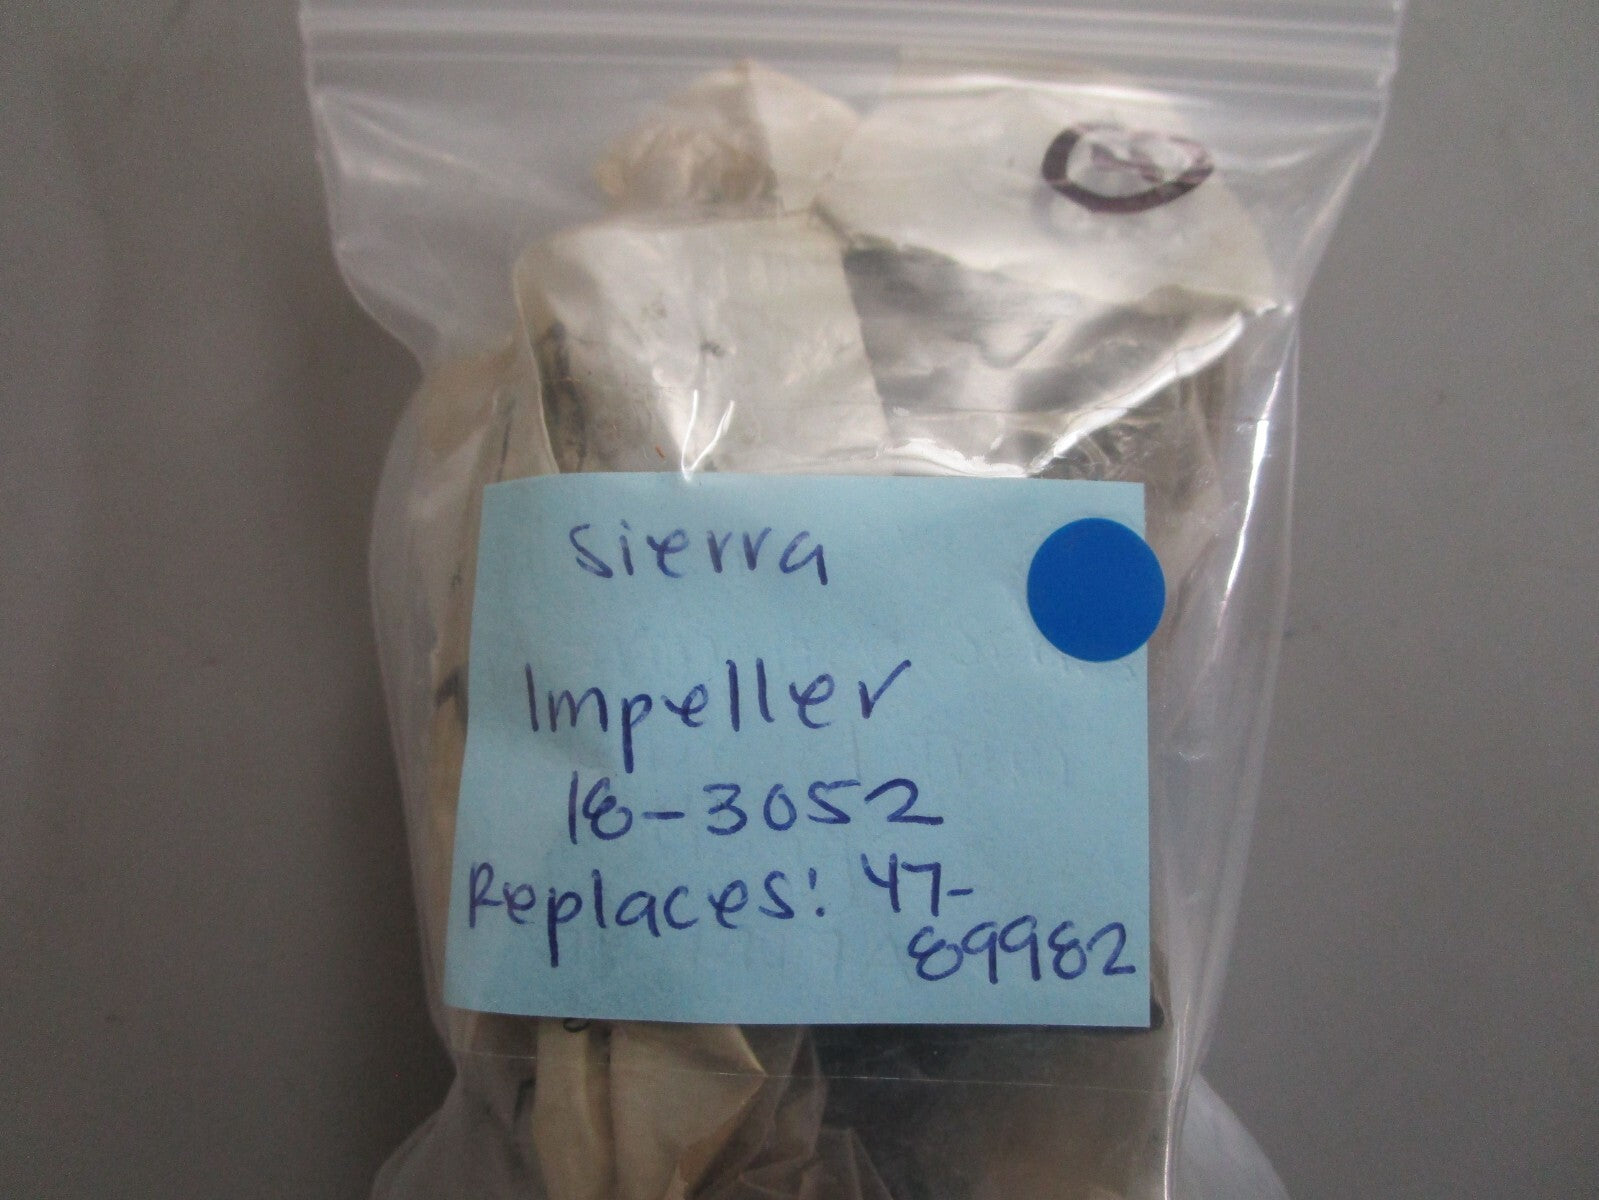 Sierra
Impeller
18-3052
Replaces: 47-
89982